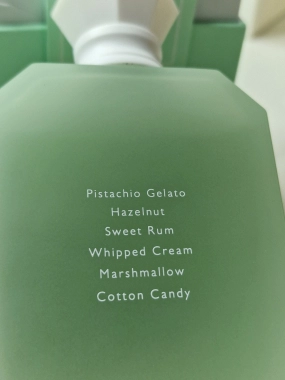 Pistachio Gelato
Hazelnut
Sweet Rum
Whipped Cream
Marshmallow
Cotton Candy